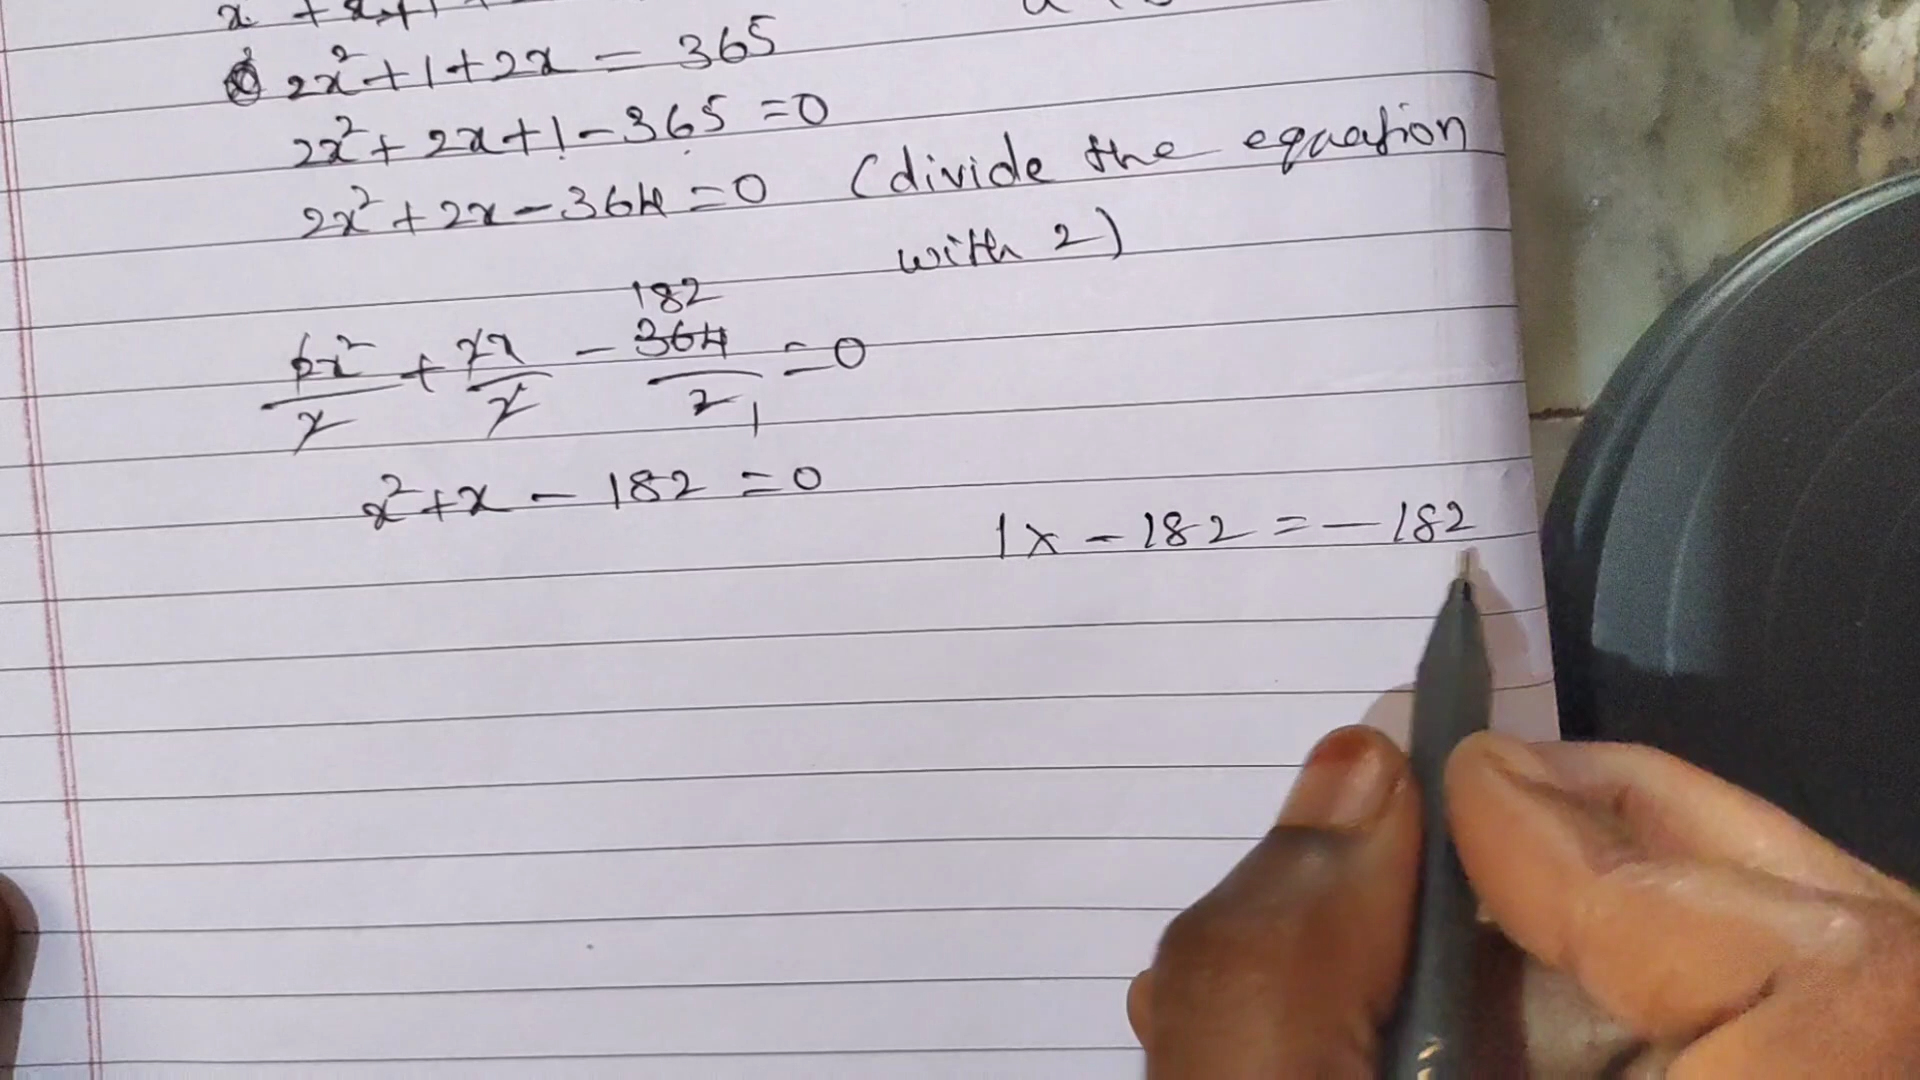 2x²+1+2x = 365
2x²+2x+1-365=0
2x²+2x-364=0 (divide the equation
with 2)
182
2x²/2 + 2x/2 - 364/2 =0
1
x²+x-182=0
1x-182=-182